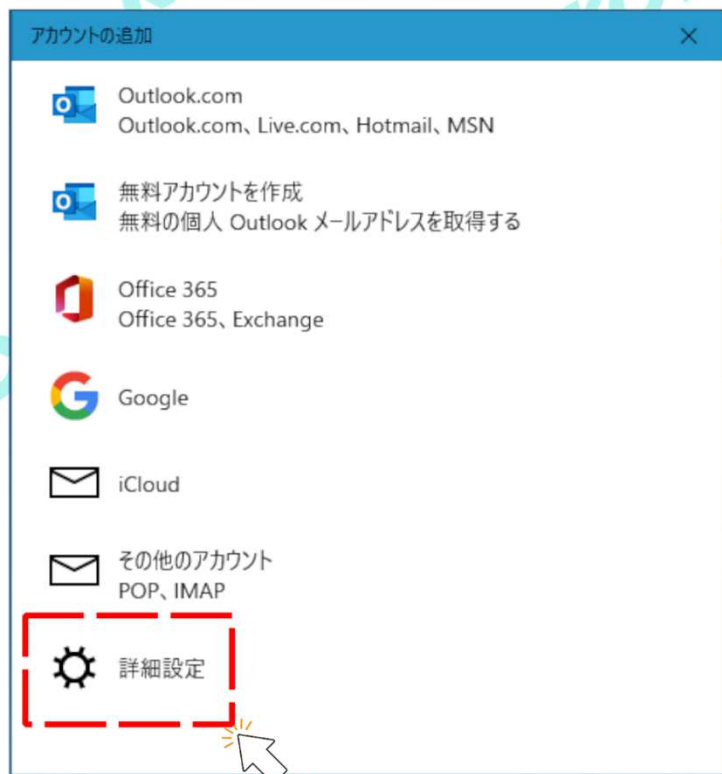 アカウントの追加
Outlook.com
Outlook.com、Live.com、Hotmail、MSN
無料アカウントを作成
無料の個人 Outlook メールアドレスを取得する
Office 365
Office 365、Exchange
Google
iCloud
その他のアカウント
POP、IMAP
詳細設定